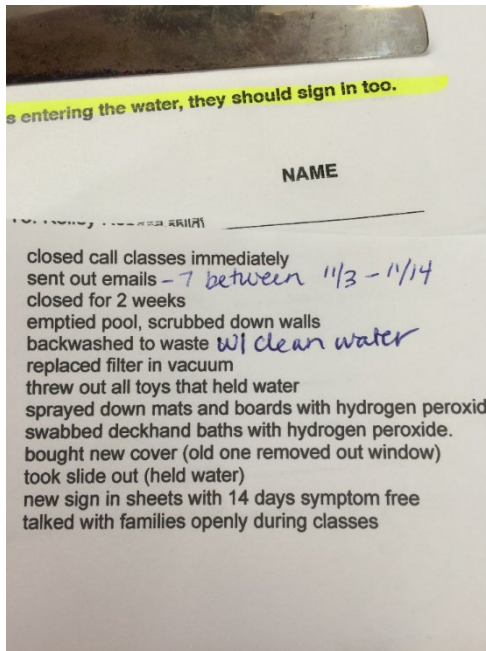 s entering the water, they should sign in too.
NAME
closed call classes immediately
sent out emails – 7 between 11/3 – 11/14
closed for 2 weeks
emptied pool, scrubbed down walls
backwashed to waste w/ clean water
replaced filter in vacuum
threw out all toys that held water
sprayed down mats and boards with hydrogen peroxid
swabbed deckhand baths with hydrogen peroxide.
bought new cover (old one removed out window)
took slide out (held water)
new sign in sheets with 14 days symptom free
talked with families openly during classes